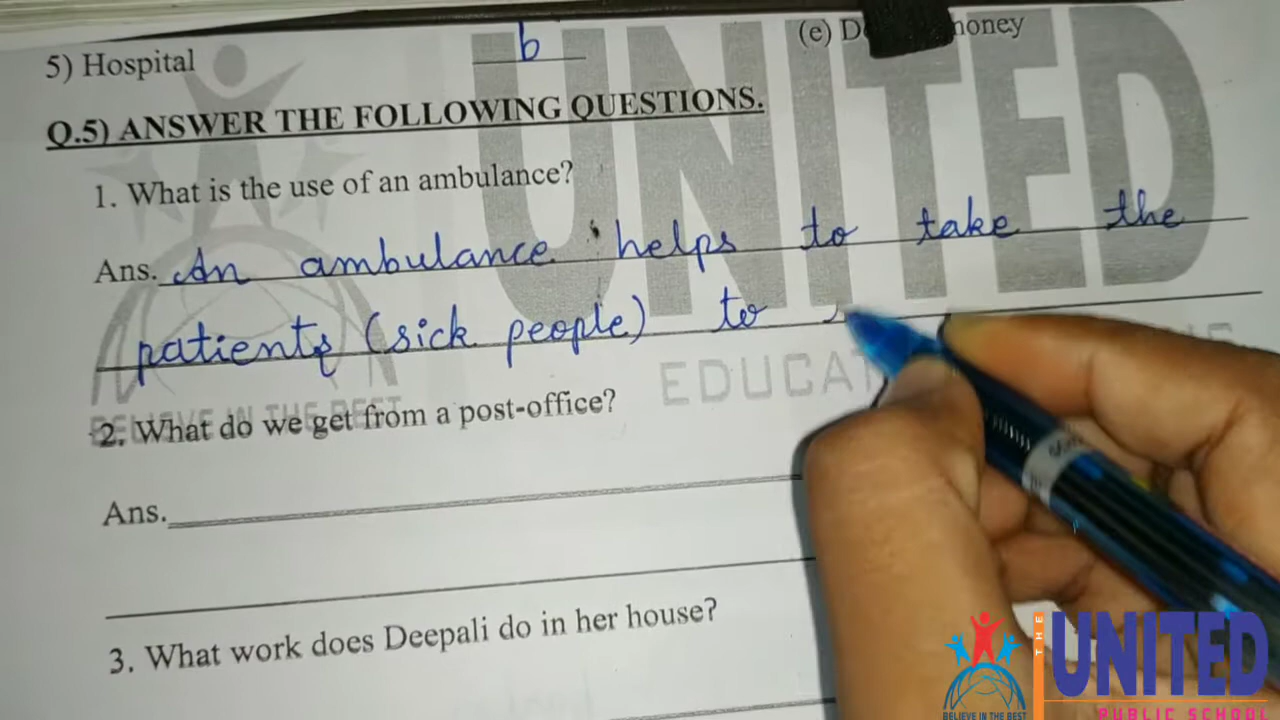 5) Hospital b (e) D money
Q.5) ANSWER THE FOLLOWING QUESTIONS.
1. What is the use of an ambulance?
Ans. An ambulance helps to take the
patients (sick people) to
2. What do we get from a post-office?
Ans.
3. What work does Deepali do in her house?
UNITED
EDUCA
BELIEVE IN THE BEST
THE UNITED
PUBLIC SCHOOL
BELIEVE IN THE BEST